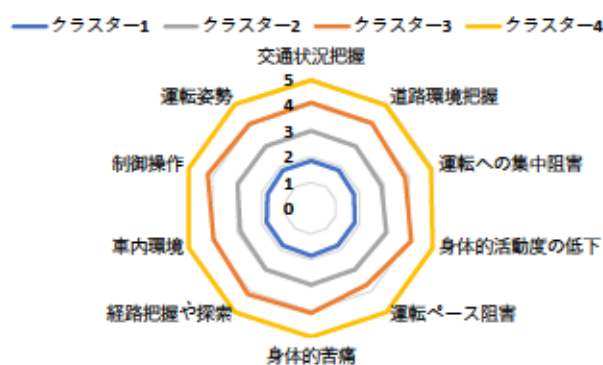 クラスター1 クラスター2 クラスター3 クラスター4
交通状況把握
道路環境把握
運転への集中阻害
身体的活動度の低下
運転ペース阻害
身体的苦痛
経路把握や探索
車内環境
制御操作
運転姿勢
5
4
3
2
1
0